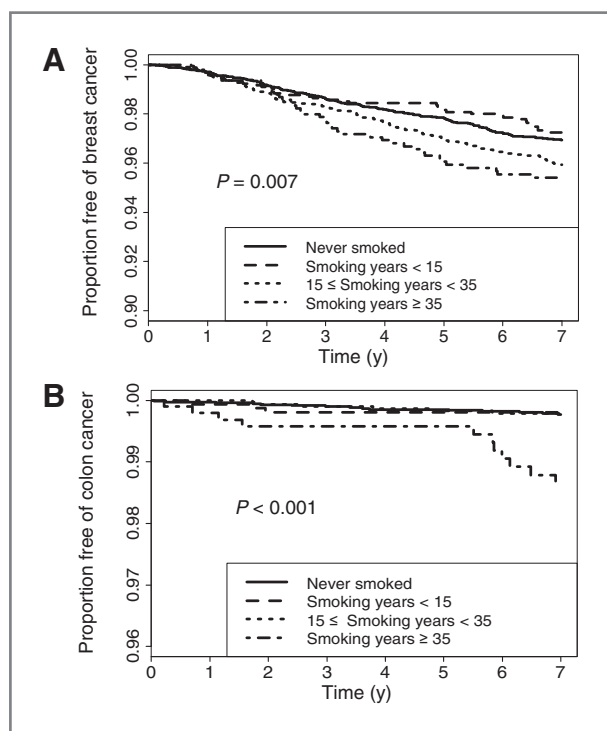 A
Proportion free of breast cancer
1.00
0.98
0.96
0.94
0.92
0.90
P = 0.007
Never smoked
Smoking years < 15
15 ≤ Smoking years < 35
Smoking years ≥ 35
0 1 2 3 4 5 6 7
Time (y)
B
Proportion free of colon cancer
1.00
0.99
0.98
0.97
0.96
P < 0.001
Never smoked
Smoking years < 15
15 ≤ Smoking years < 35
Smoking years ≥ 35
0 1 2 3 4 5 6 7
Time (y)